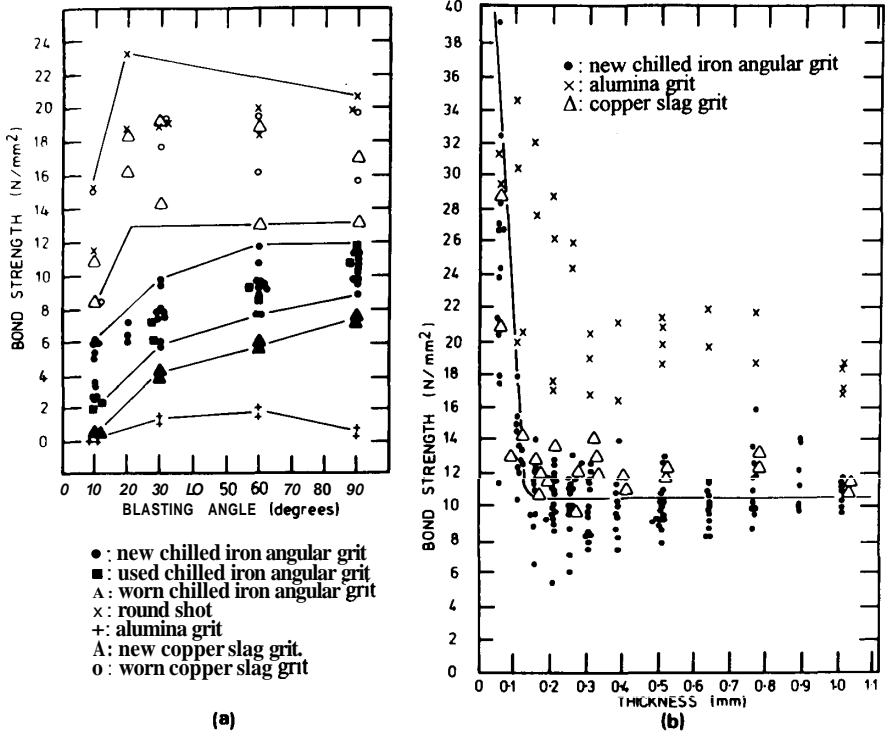 24
22
20
18
16
14
12
10
8
6
4
2
0
BOND STRENGTH (N/mm²)
0 10 20 30 LO 50 60 70 80 90
BLASTING ANGLE (degrees)
●: new chilled iron angular grit
■: used chilled iron angular grit
▲: worn chilled iron angular grit
x: round shot
+: alumina grit
△: new copper slag grit.
o: worn copper slag grit
(a)
40
38
36
34
32
30
28
26
24
22
20
18
16
14
12
10
8
6
4
2
0
BOND STRENGTH (N/mm²)
●: new chilled iron angular grit
x: alumina grit
△: copper slag grit
0 0·1 0·2 0·3 0·4 0·5 0·6 0·7 0·8 0·9 1·0 1·1
THICKNESS (mm)
(b)